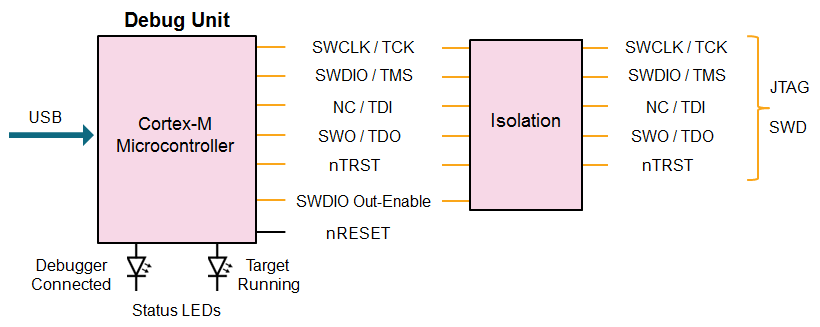 Debug Unit
USB
Cortex-M
Microcontroller
SWCLK / TCK
SWDIO / TMS
NC / TDI
SWO / TDO
nTRST
SWDIO Out-Enable
nRESET
Isolation
SWCLK / TCK
SWDIO / TMS
NC / TDI
SWO / TDO
nTRST
JTAG
SWD
Debugger
Connected
Target
Running
Status LEDs